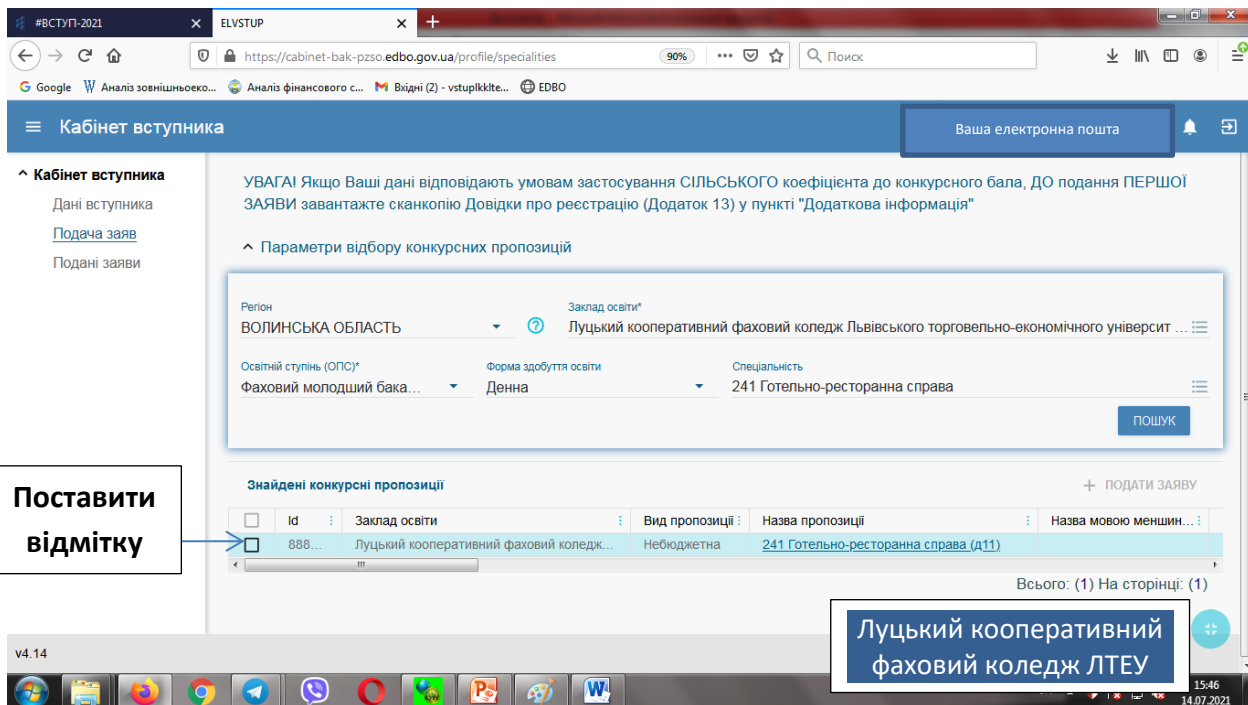 #ВСТУП-2021
ELVSTUP
https://cabinet-bak-pzso.edbo.gov.ua/profile/specialities
90%
Поиск
Google
Аналіз зовнішньоеко...
Аналіз фінансового с...
Вхідні (2) - vstuplkklte...
EDBO
Кабінет вступника
Ваша електронна пошта
Кабінет вступника
Дані вступника
Подача заяв
Подані заяви
УВАГА! Якщо Ваші дані відповідають умовам застосування СІЛЬСЬКОГО коефіцієнта до конкурсного бала, ДО подання ПЕРШОЇ
ЗАЯВИ завантажте сканкопію Довідки про реєстрацію (Додаток 13) у пункті "Додаткова інформація"
Параметри відбору конкурсних пропозицій
Регіон
ВОЛИНСЬКА ОБЛАСТЬ
Заклад освіти*
Луцький кооперативний фаховий коледж Львівського торговельно-економічного університ ...
Освітній ступінь (ОПС)*
Фаховий молодший бака...
Форма здобуття освіти
Денна
Спеціальність
241 Готельно-ресторанна справа
ПОШУК
Поставити
відмітку
Знайдені конкурсні пропозиції
+ ПОДАТИ ЗАЯВУ
Id Заклад освіти Вид пропозиції Назва пропозиції Назва мовою меншин...
888... Луцький кооперативний фаховий коледж... Небюджетна 241 Готельно-ресторанна справа (д11)
Всього: (1) На сторінці: (1)
Луцький кооперативний
фаховий коледж ЛТЕУ
v4.14
15:46
14.07.2021